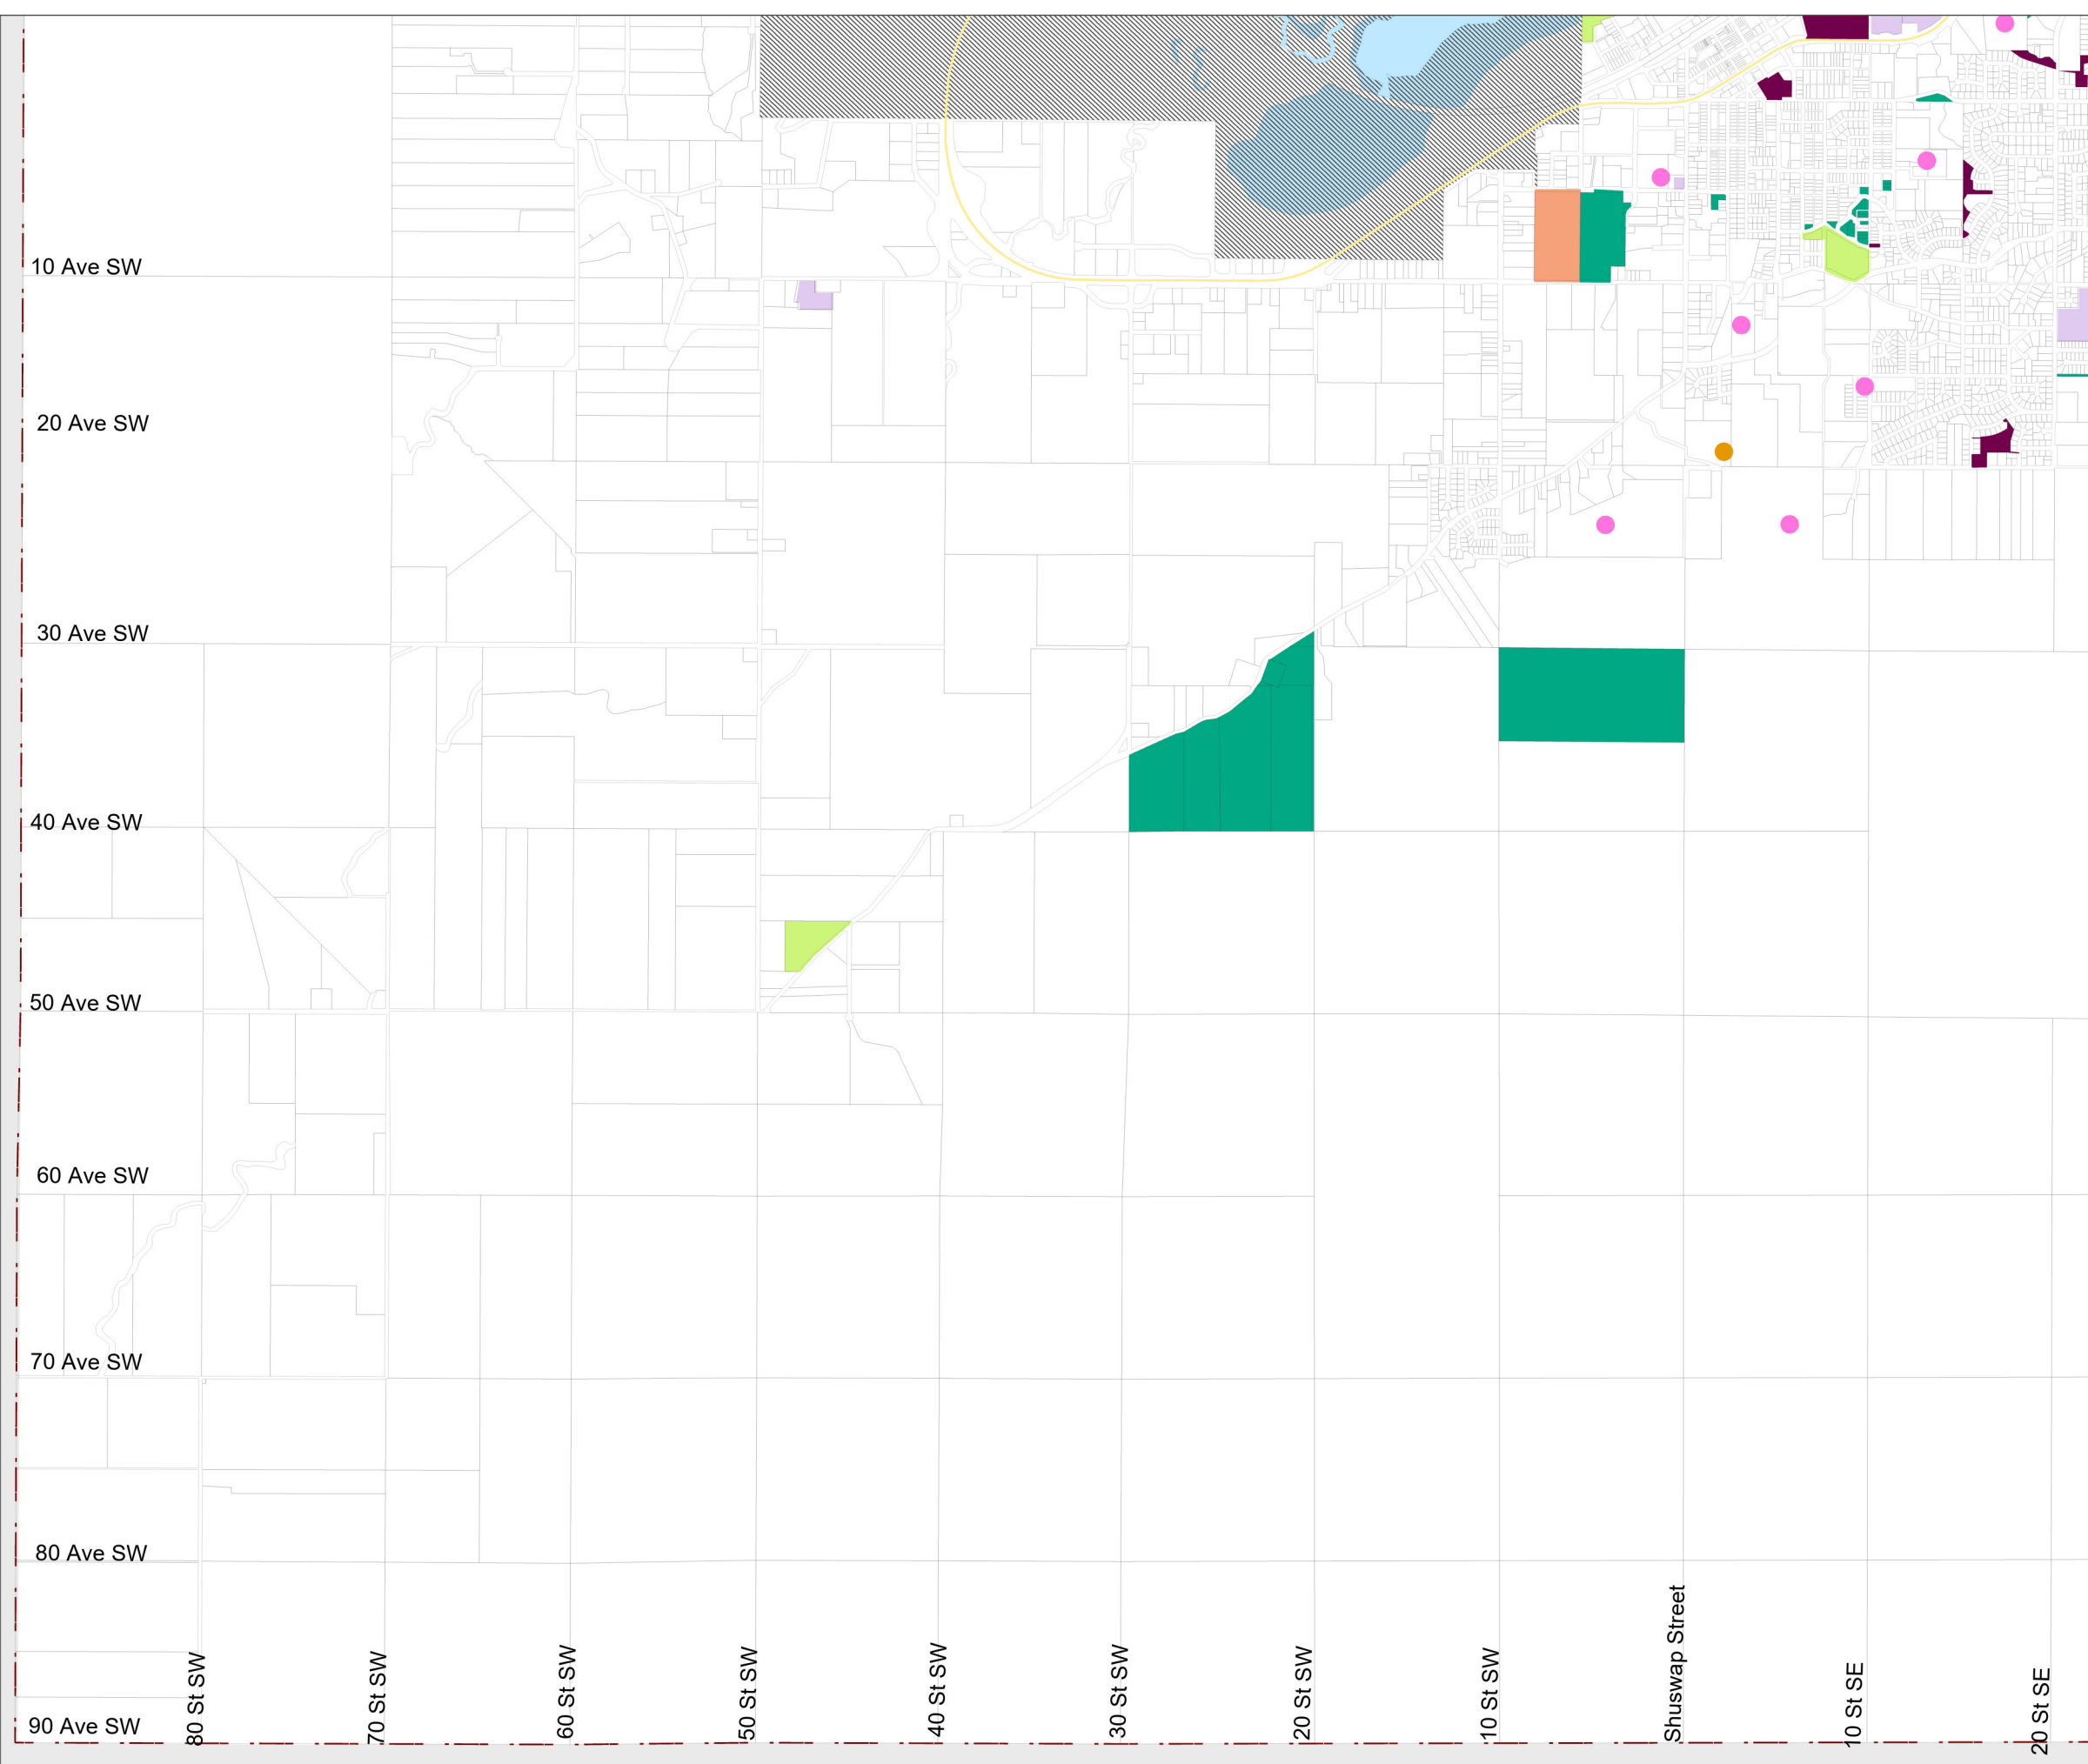 10 Ave SW
20 Ave SW
30 Ave SW
40 Ave SW
50 Ave SW
60 Ave SW
70 Ave SW
80 Ave SW
90 Ave SW
80 St SW
70 St SW
60 St SW
50 St SW
40 St SW
30 St SW
20 St SW
10 St SW
Shuswap Street
10 St SE
20 St SE